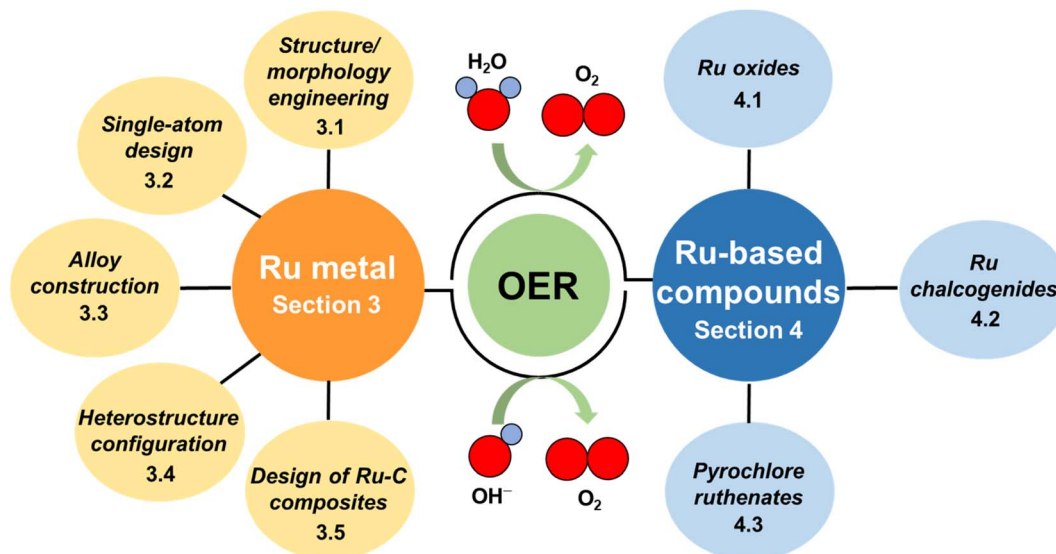 Structure/
morphology
engineering
3.1
Single-atom
design
3.2
Alloy
construction
3.3
Heterostructure
configuration
3.4
Design of Ru-C
composites
3.5
Ru metal
Section 3
H₂O
O₂
OER
OH⁻
O₂
Ru-based
compounds
Section 4
Ru oxides
4.1
Ru
chalcogenides
4.2
Pyrochlore
ruthenates
4.3